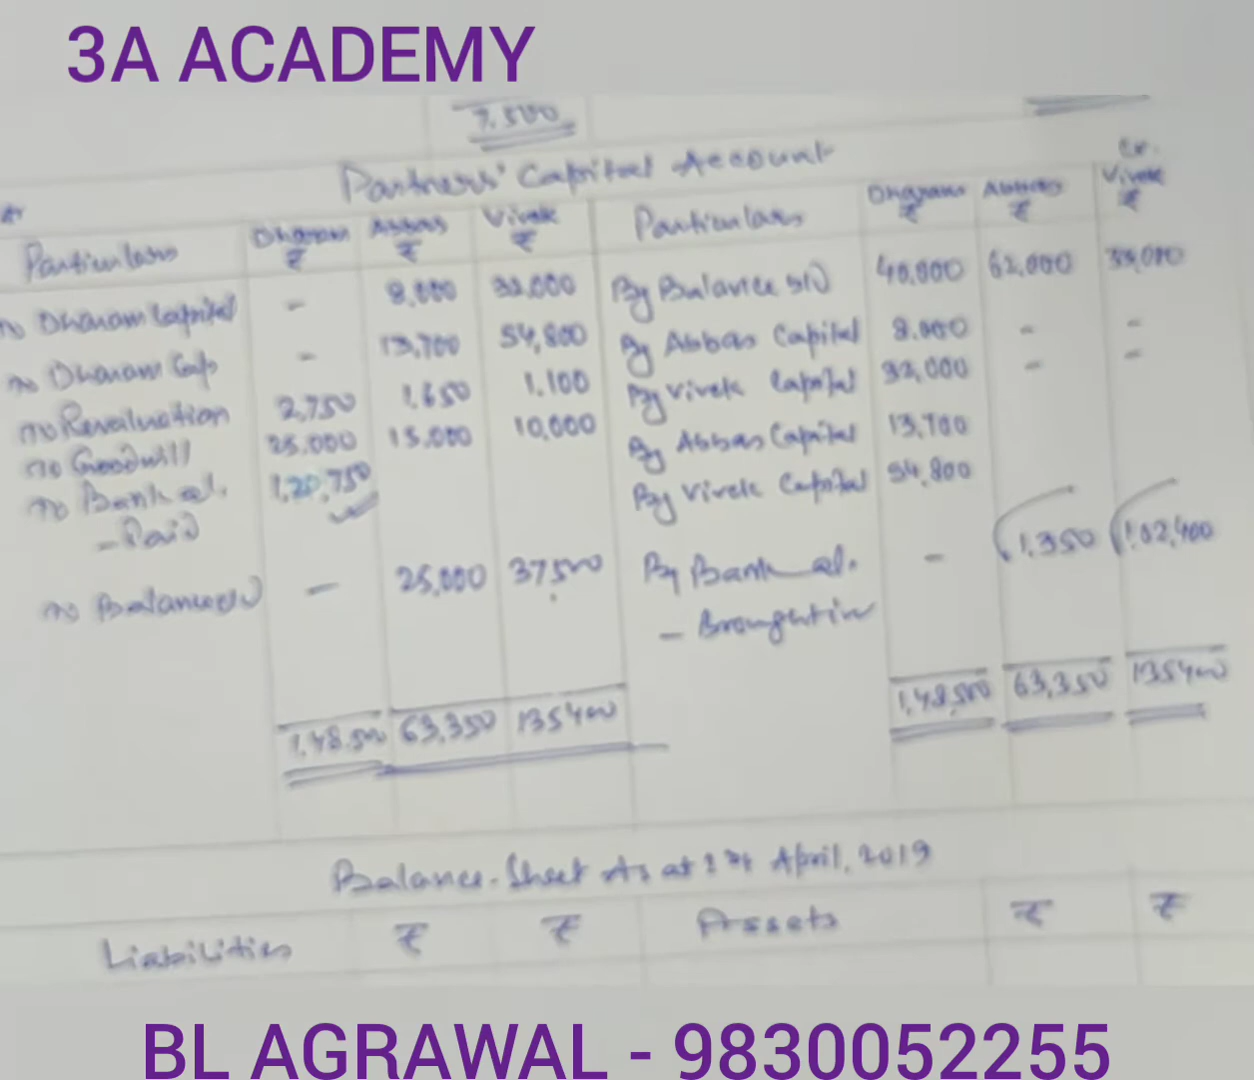 3A ACADEMY
7,500
Partners' Capital Account
Dr Cr.
Particulars Dharam ₹ Abbas ₹ Vivek ₹ Particulars Dharam ₹ Abbas ₹ Vivek ₹
To Dharam Capital - 8,000 32,000 By Balance b/d 40,000 62,000 33,000
To Dharam Cap - 13,700 54,800 By Abbas Capital 8,000 - -
To Revaluation 2,750 1,650 1,100 By Vivek Capital 32,000 - -
To Goodwill 25,000 15,000 10,000 By Abbas Capital 13,700
To Bank a/c. 1,20,750 By Vivek Capital 54,800
- Paid
To Balance c/d - 25,000 37,500 By Bank a/c. - 1,350 1,02,400
- Brought in
1,48,500 63,350 135400 1,48,500 63,350 135400
Balance Sheet As at 1st April, 2019
Liabilities ₹ ₹ Assets ₹ ₹
BL AGRAWAL - 9830052255